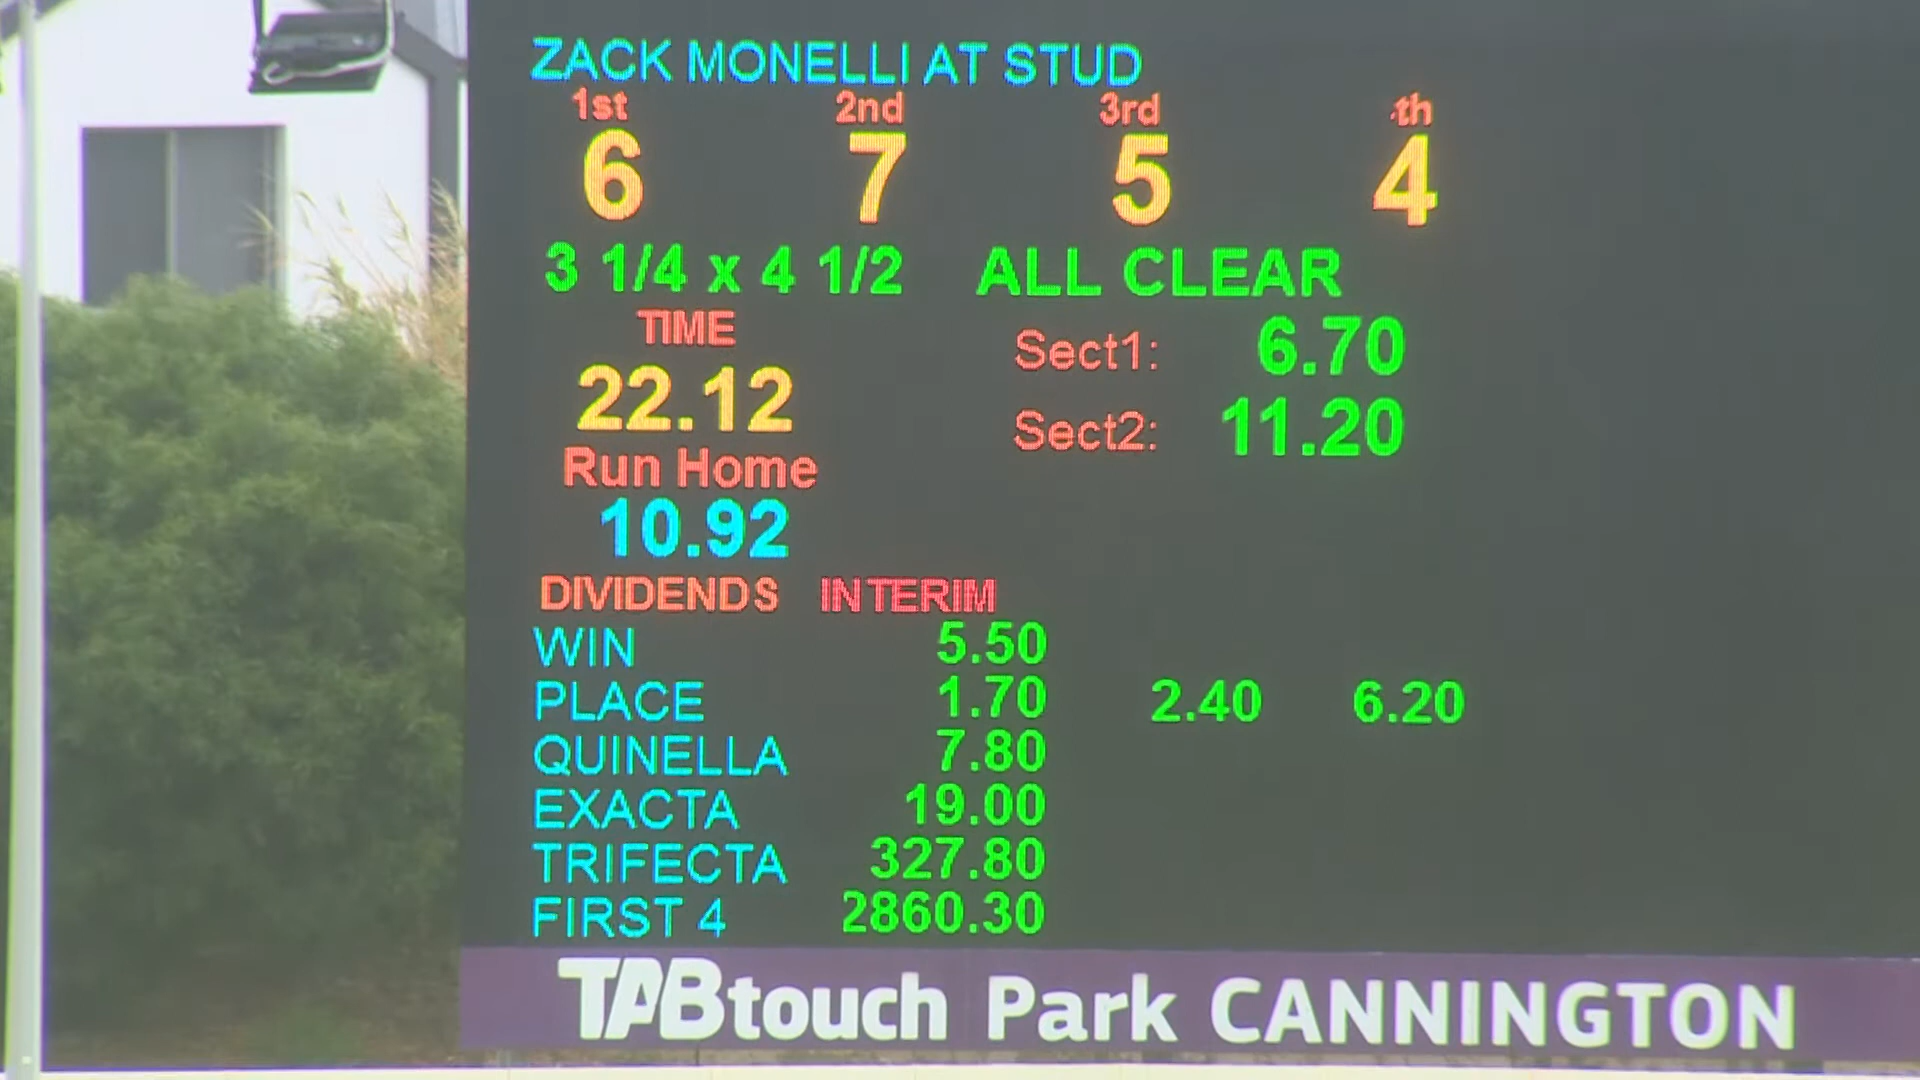 ZACK MONELLI AT STUD
1st 2nd 3rd th
6 7 5 4
3 1/4 x 4 1/2 ALL CLEAR
TIME Sect1: 6.70
22.12 Sect2: 11.20
Run Home
10.92
DIVIDENDS INTERIM
WIN 5.50
PLACE 1.70 2.40 6.20
QUINELLA 7.80
EXACTA 19.00
TRIFECTA 327.80
FIRST 4 2860.30
TABtouch Park CANNINGTON